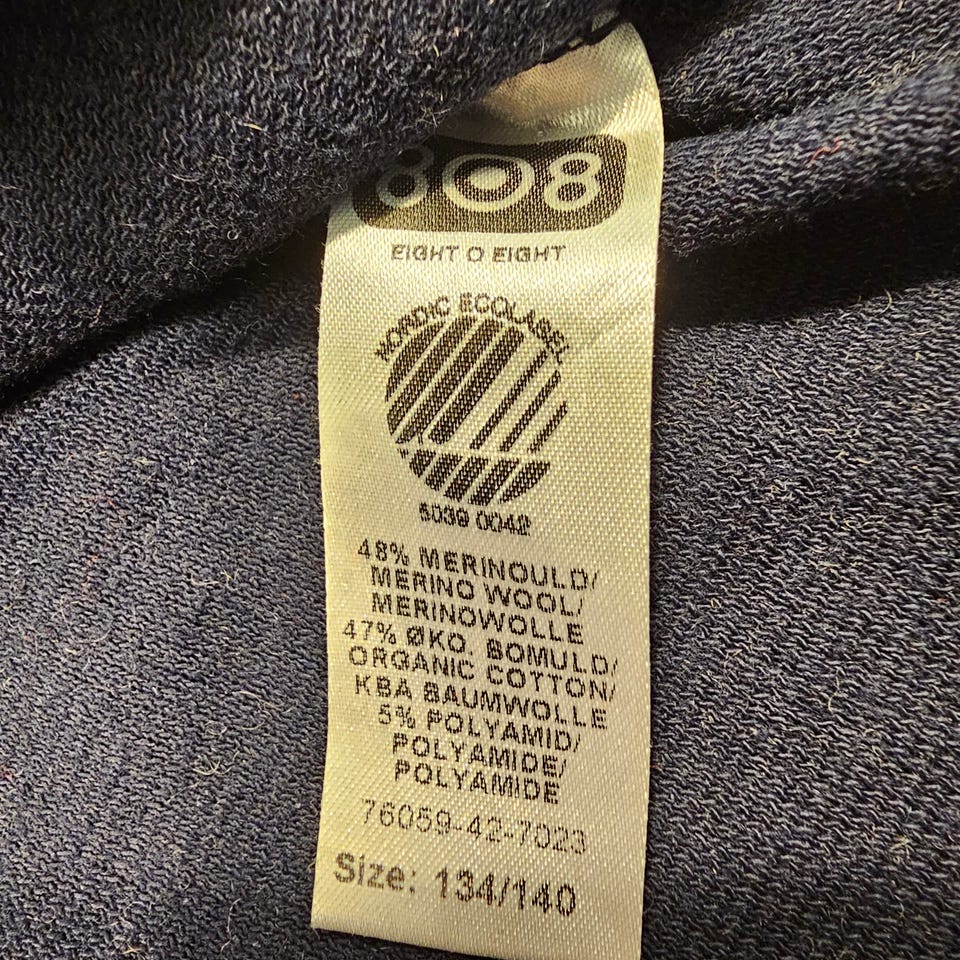 808
EIGHT O EIGHT
NORDIC ECOLABEL
5039 0042
48% MERINOULD/
MERINO WOOL/
MERINOWOLLE
47% ØKO. BOMULD/
ORGANIC COTTON/
KBA BAUMWOLLE
5% POLYAMID/
POLYAMIDE/
POLYAMIDE
76059-42-7023
Size: 134/140